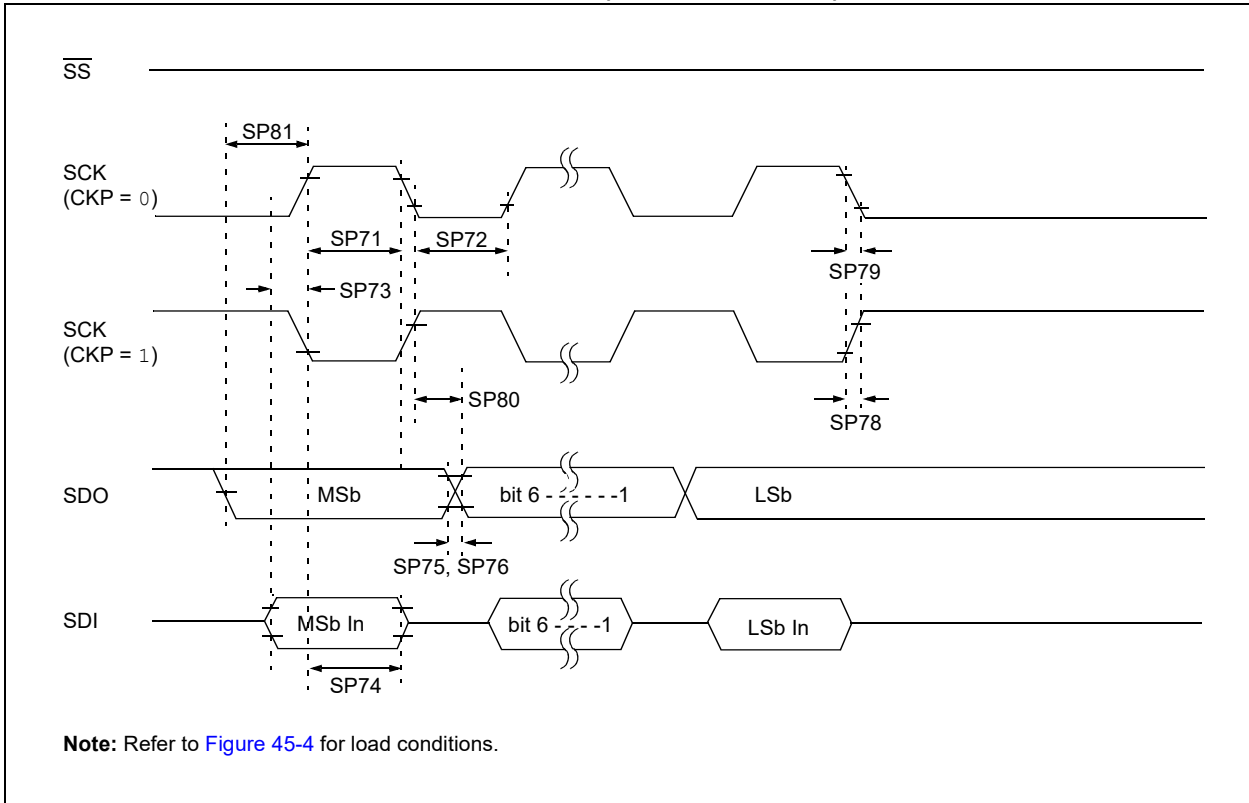 SS
SP81
SCK
(CKP = 0)
SP71
SP72
SP79
SP73
SCK
(CKP = 1)
SP80
SP78
SDO
MSb
bit 6 - - - - - -1
LSb
SP75, SP76
SDI
MSb In
bit 6 - - - -1
LSb In
SP74
Note: Refer to Figure 45-4 for load conditions.